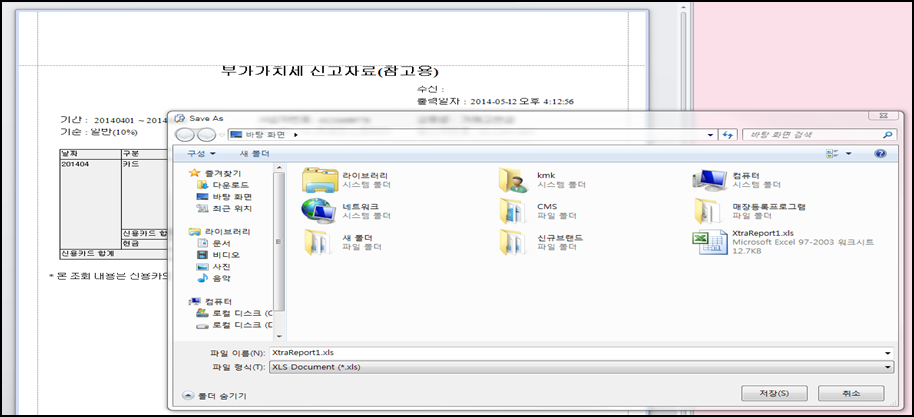 부가가치세 신고자료(참고용)
수신 :
출력일자 : 2014-05-12 오후 4:12:56
기간 : 20140401 ~ 2014
기준 : 일반(10%)
날짜 구분
201404 카드
신용카드 합
현금
신용카드 합계
* 본 조회 내용은 신용카드
Save As
바탕 화면
바탕 화면 검색
구성 새 폴더
즐겨찾기
다운로드
바탕 화면
최근 위치
라이브러리
문서
비디오
사진
음악
컴퓨터
로컬 디스크 (C
로컬 디스크 (D
라이브러리
시스템 폴더
kmk
시스템 폴더
컴퓨터
시스템 폴더
네트워크
시스템 폴더
CMS
파일 폴더
매장등록프로그램
파일 폴더
새 폴더
파일 폴더
신규브랜드
파일 폴더
XtraReport1.xls
Microsoft Excel 97-2003 워크시트
12.7KB
파일 이름(N): XtraReport1.xls
파일 형식(T): XLS Document (*.xls)
폴더 숨기기
저장(S) 취소